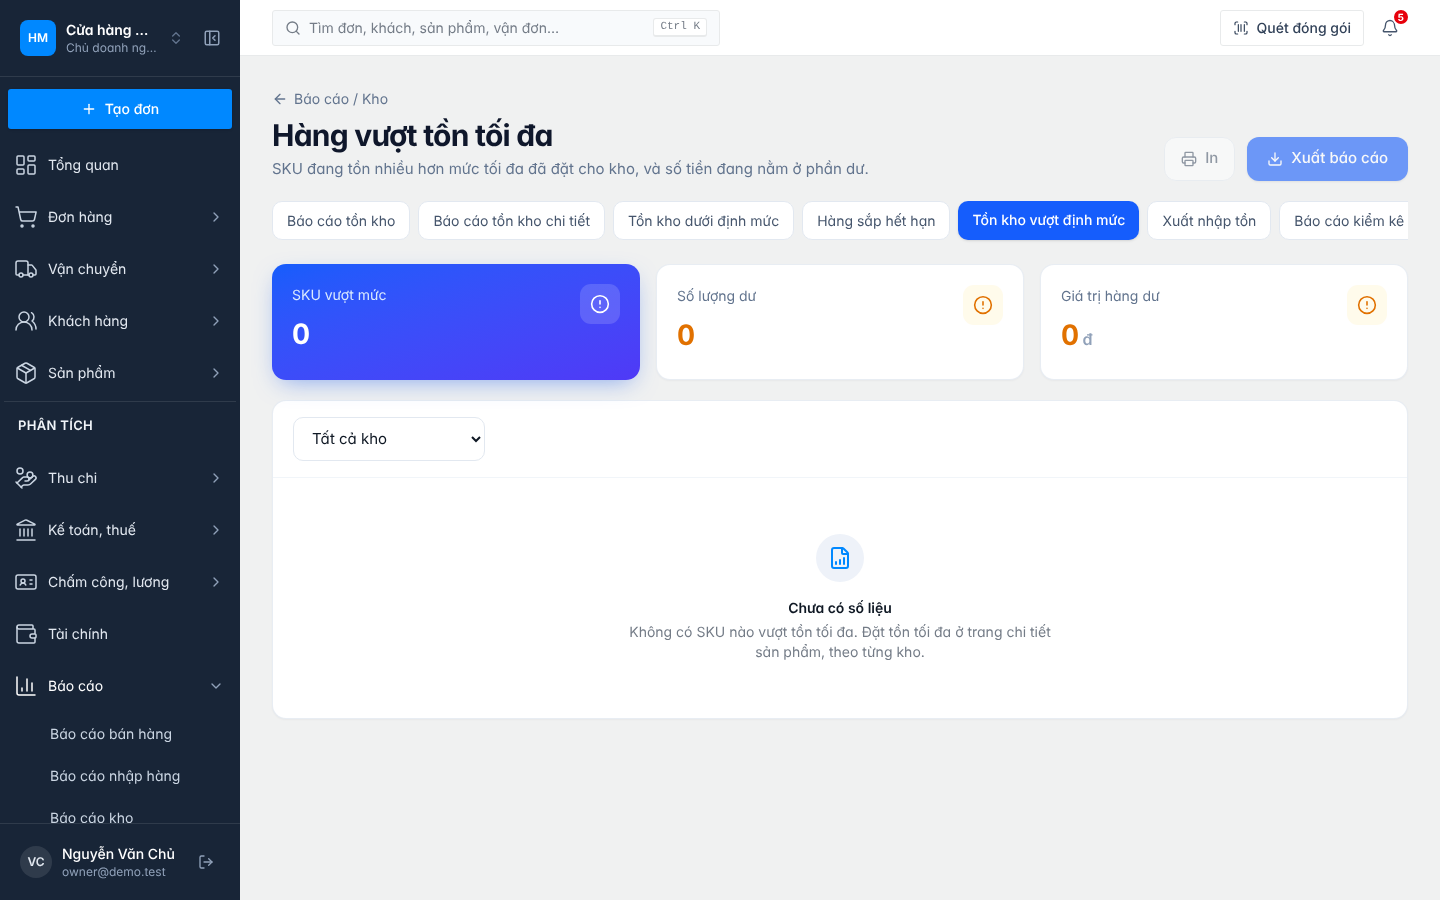 HM
Cửa hàng ...
Chủ doanh ng...
Tạo đơn
Tổng quan
Đơn hàng
Vận chuyển
Khách hàng
Sản phẩm
PHÂN TÍCH
Thu chi
Kế toán, thuế
Chấm công, lương
Tài chính
Báo cáo
Báo cáo bán hàng
Báo cáo nhập hàng
Báo cáo kho
VC
Nguyễn Văn Chủ
owner@demo.test
Tìm đơn, khách, sản phẩm, vận đơn...
Ctrl K
Quét đóng gói
5
Báo cáo / Kho
Hàng vượt tồn tối đa
SKU đang tồn nhiều hơn mức tối đa đã đặt cho kho, và số tiền đang nằm ở phần dư.
In
Xuất báo cáo
Báo cáo tồn kho
Báo cáo tồn kho chi tiết
Tồn kho dưới định mức
Hàng sắp hết hạn
Tồn kho vượt định mức
Xuất nhập tồn
Báo cáo kiểm kê
SKU vượt mức
0
Số lượng dư
0
Giá trị hàng dư
0 đ
Tất cả kho
Chưa có số liệu
Không có SKU nào vượt tồn tối đa. Đặt tồn tối đa ở trang chi tiết
sản phẩm, theo từng kho.